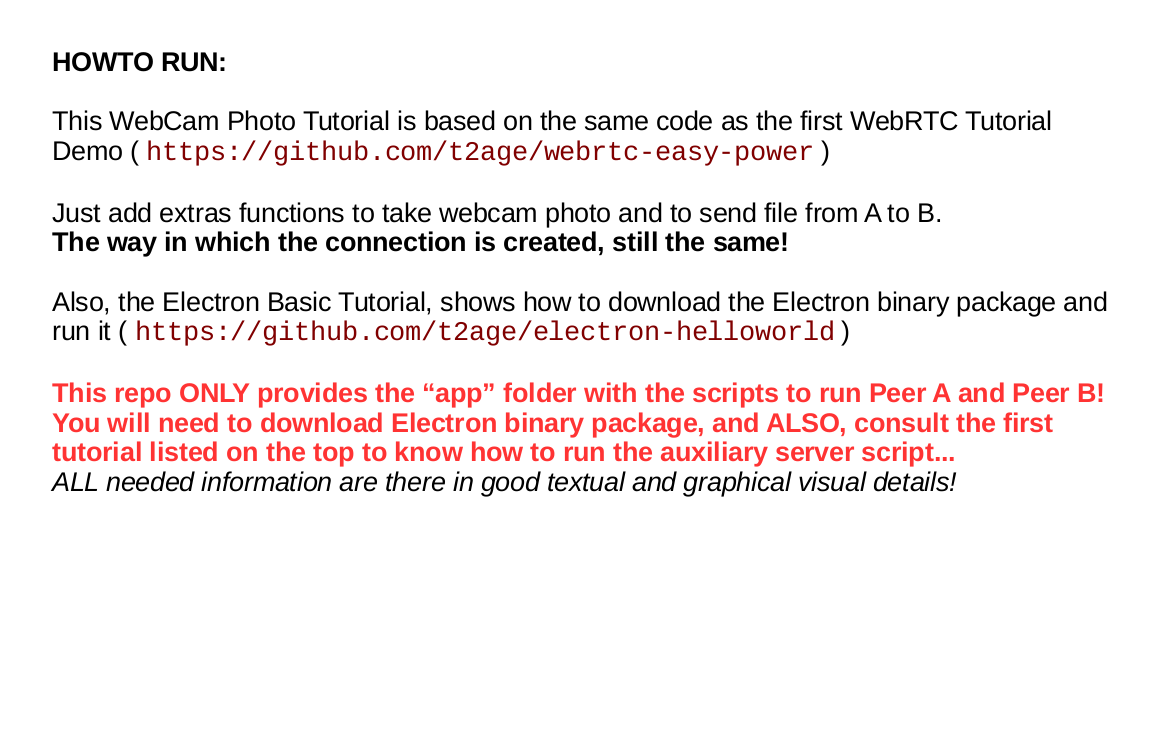 HOWTO RUN:
This WebCam Photo Tutorial is based on the same code as the first WebRTC Tutorial
Demo ( https://github.com/t2age/webrtc-easy-power )
Just add extras functions to take webcam photo and to send file from A to B.
The way in which the connection is created, still the same!
Also, the Electron Basic Tutorial, shows how to download the Electron binary package and
run it ( https://github.com/t2age/electron-helloworld )
This repo ONLY provides the “app” folder with the scripts to run Peer A and Peer B!
You will need to download Electron binary package, and ALSO, consult the first
tutorial listed on the top to know how to run the auxiliary server script...
ALL needed information are there in good textual and graphical visual details!